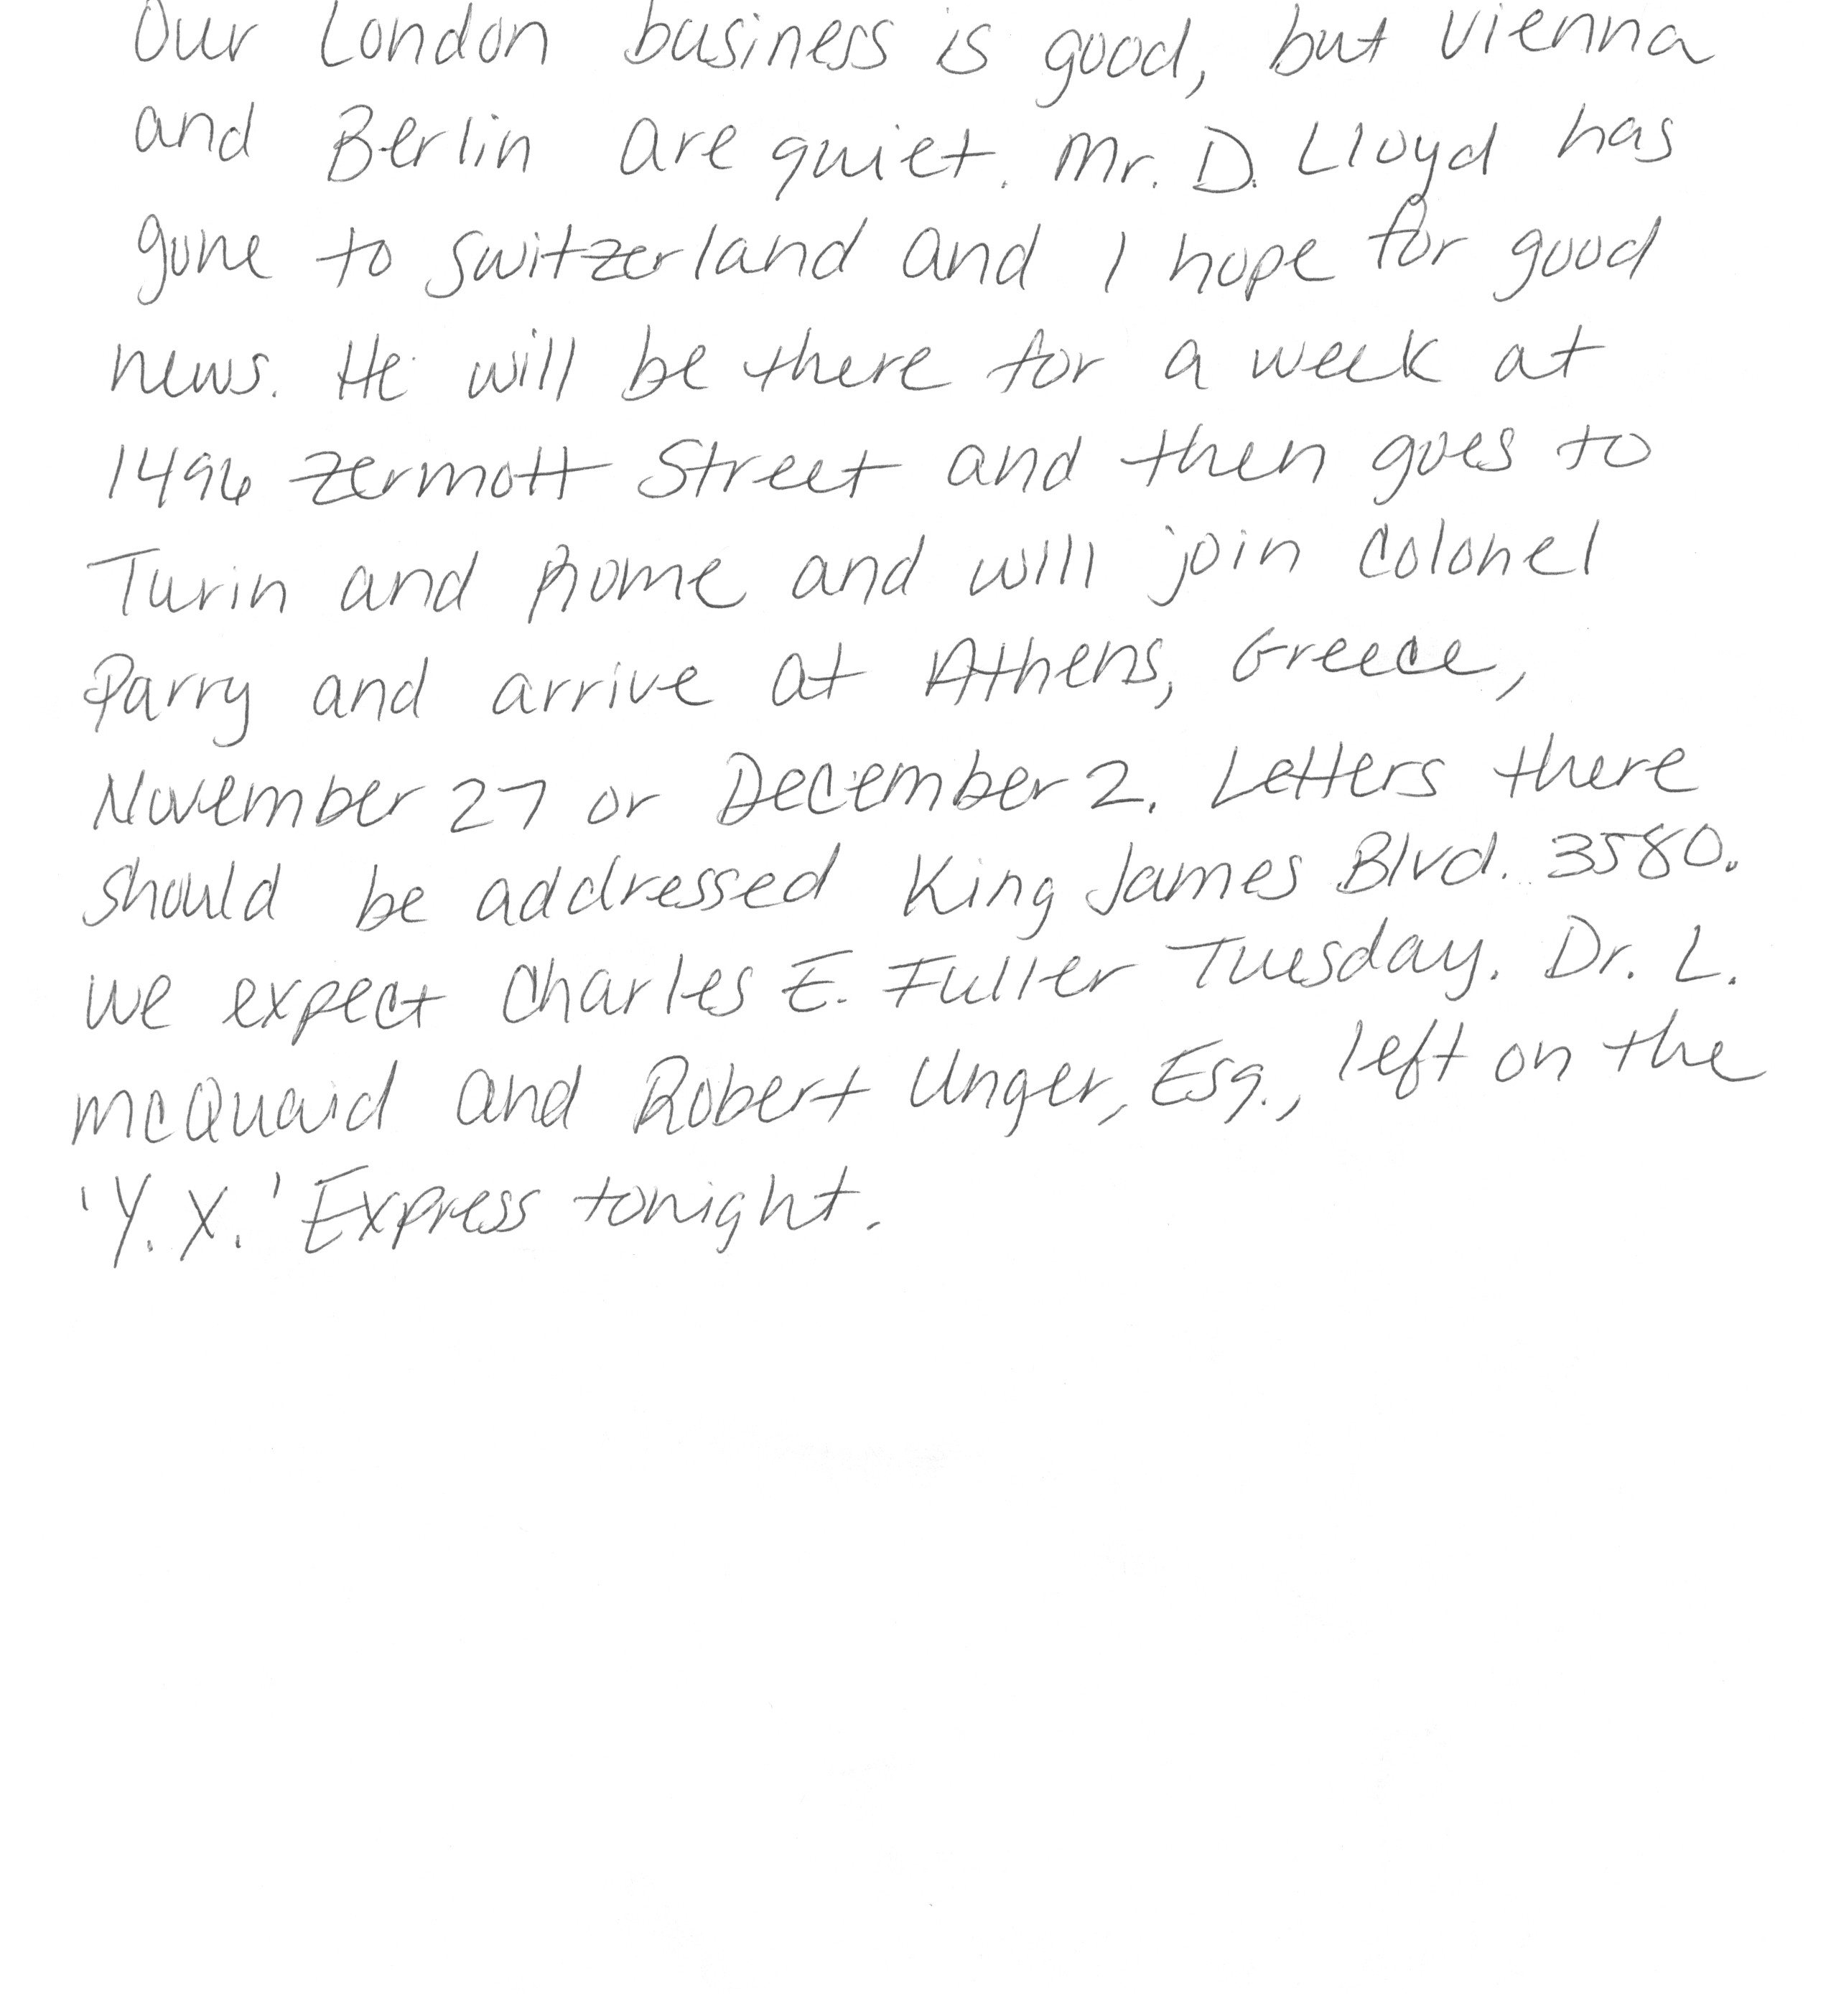 Our London business is good, but Vienna
and Berlin are quiet. Mr. D. Lloyd has
gone to Switzerland and I hope for good
news. He will be there for a week at
1496 Zermott Street and then goes to
Turin and Rome and will join Colonel
Parry and arrive at Athens, Greece,
November 27 or December 2. Letters there
should be addressed King James Blvd. 3580.
We expect Charles E. Fuller Tuesday. Dr. L.
McQuaid and Robert Unger, Esq., left on the
'Y.X.' Express tonight.